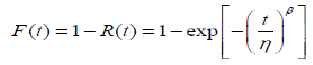 F(t) = 1 − R(t) = 1 − exp[−(t/η)^β]